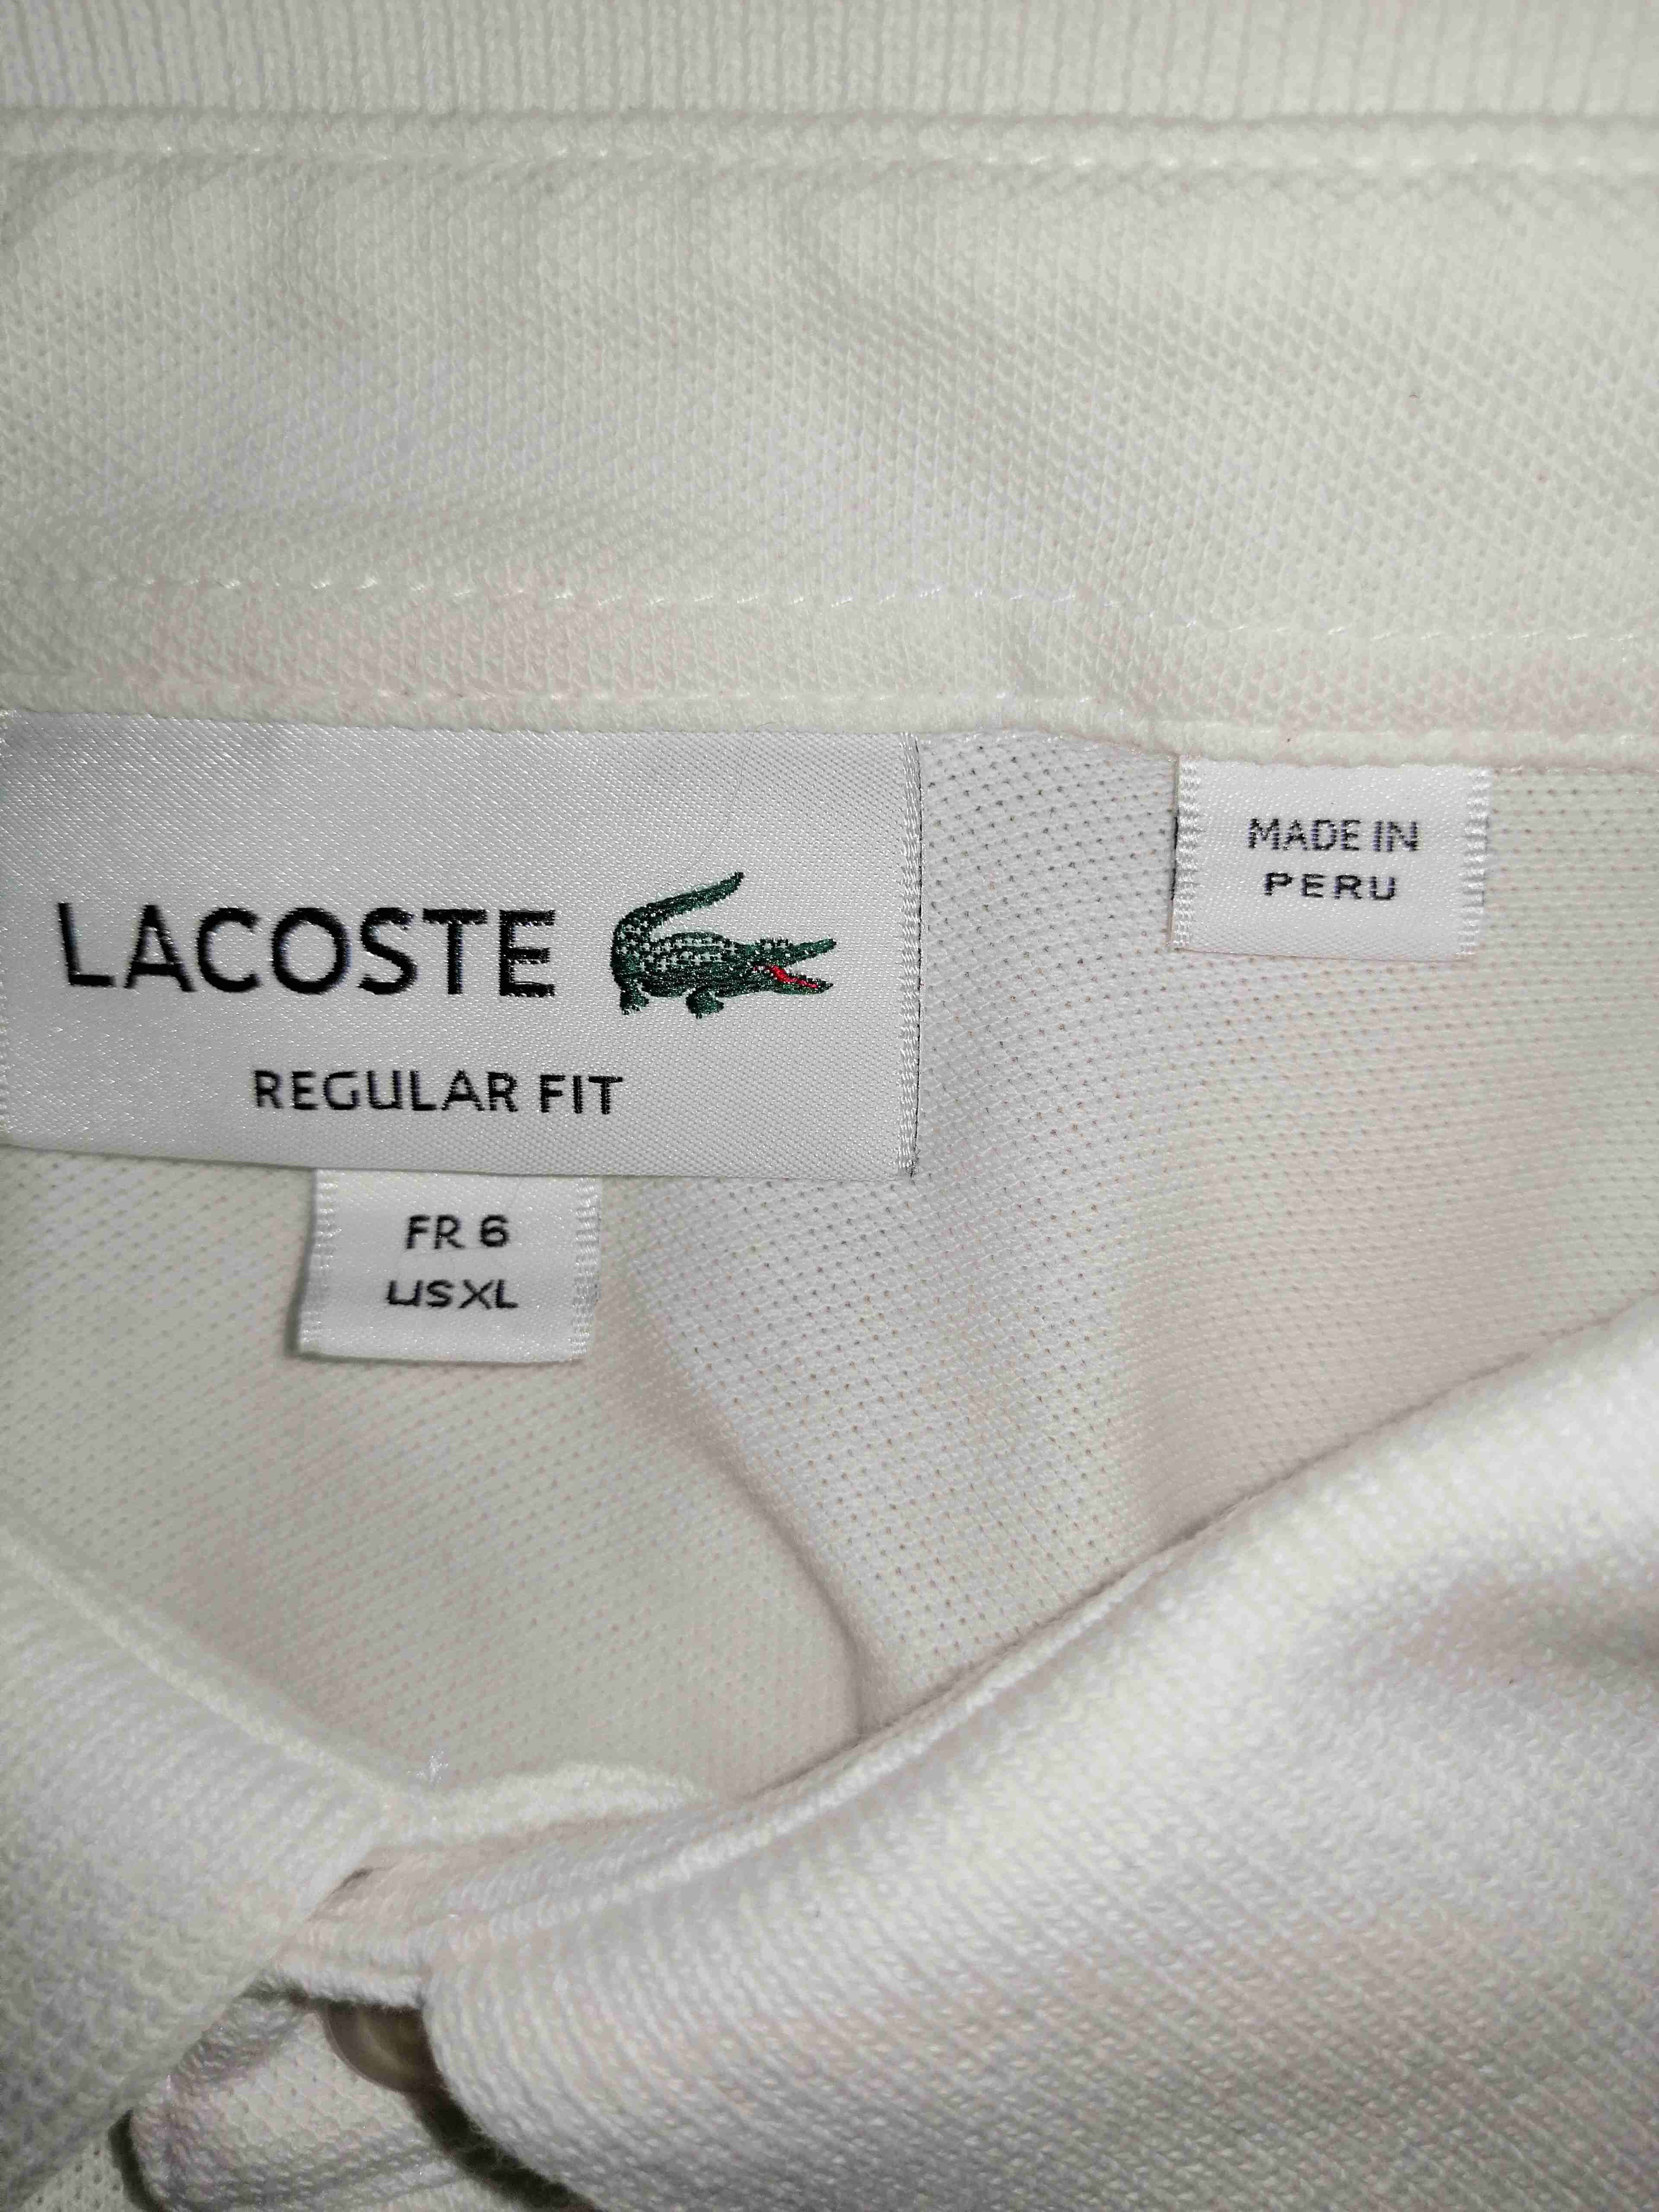 LACOSTE
REGULAR FIT
FR 6
US XL
MADE IN
PERU